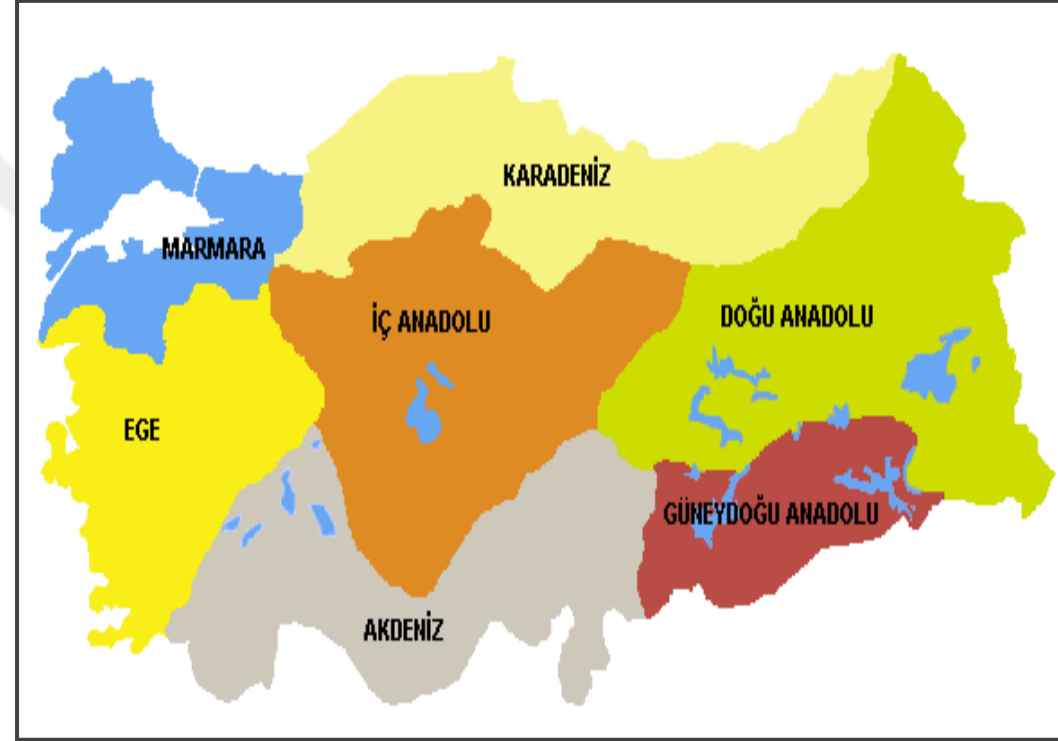 KARADENİZ
MARMARA
İÇ ANADOLU
DOĞU ANADOLU
EGE
GÜNEYDOĞU ANADOLU
AKDENİZ